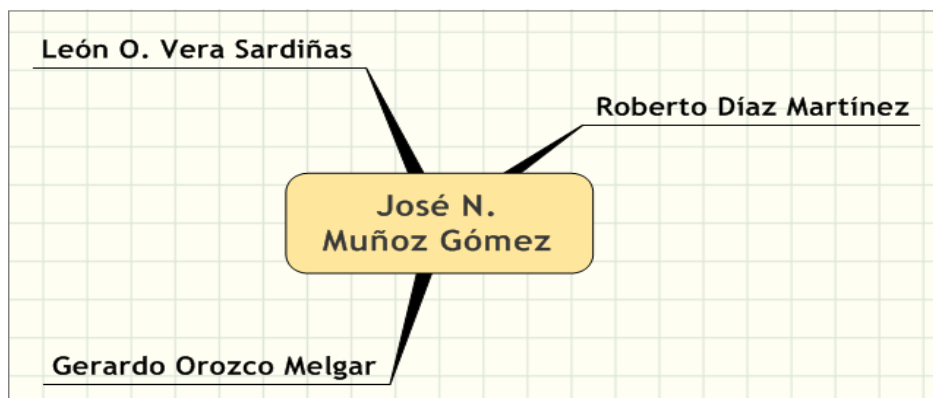 León O. Vera Sardiñas
Roberto Díaz Martínez
José N.
Muñoz Gómez
Gerardo Orozco Melgar